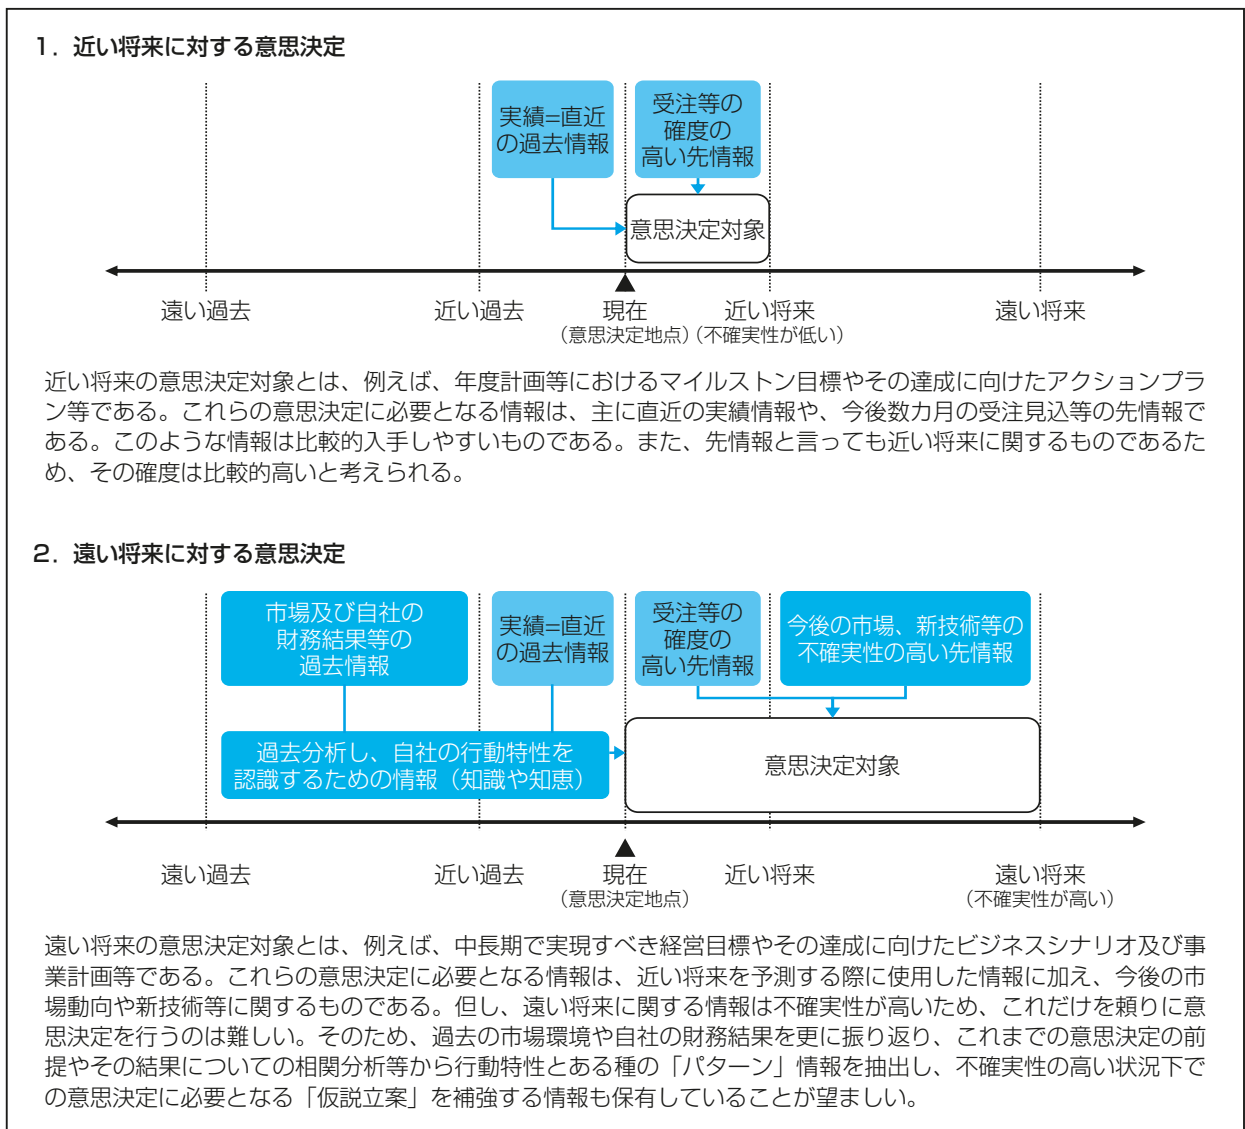 1. 近い将来に対する意思決定
実績=直近
の過去情報
受注等の
確度の
高い先情報
意思決定対象
遠い過去
近い過去
現在
(意思決定地点)
近い将来
(不確実性が低い)
遠い将来
近い将来の意思決定対象とは、例えば、年度計画等におけるマイルストン目標やその達成に向けたアクションプラ
ン等である。これらの意思決定に必要となる情報は、主に直近の実績情報や、今後数カ月の受注見込等の先情報で
ある。このような情報は比較的入手しやすいものである。また、先情報と言っても近い将来に関するものであるた
め、その確度は比較的高いと考えられる。
2. 遠い将来に対する意思決定
市場及び自社の
財務結果等の
過去情報
実績=直近
の過去情報
受注等の
確度の
高い先情報
今後の市場、新技術等の
不確実性の高い先情報
過去分析し、自社の行動特性を
認識するための情報（知識や知恵）
意思決定対象
遠い過去
近い過去
現在
(意思決定地点)
近い将来
遠い将来
(不確実性が高い)
遠い将来の意思決定対象とは、例えば、中長期で実現すべき経営目標やその達成に向けたビジネスシナリオ及び事
業計画等である。これらの意思決定に必要となる情報は、近い将来を予測する際に使用した情報に加え、今後の市
場動向や新技術等に関するものである。但し、遠い将来に関する情報は不確実性が高いため、これだけを頼りに意
思決定を行うのは難しい。そのため、過去の市場環境や自社の財務結果を更に振り返り、これまでの意思決定の前
提やその結果についての相関分析等から行動特性とある種の「パターン」情報を抽出し、不確実性の高い状況下で
の意思決定に必要となる「仮説立案」を補強する情報も保有していることが望ましい。